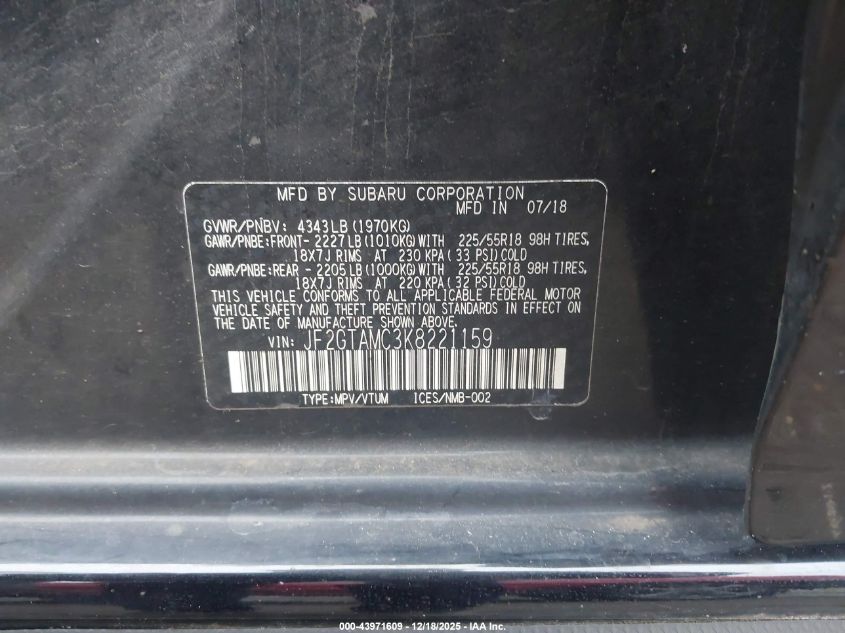 MFD BY SUBARU CORPORATION
MFD IN 07/18
GVWR/PNBV: 4343LB(1970KG)
GAWR/PNBE:FRONT- 2227LB(1010KG)WITH 225/55R18 98H TIRES,
18X7J RIMS AT 230 KPA( 33 PSI)COLD
GAWR/PNBE:REAR - 2205LB(1000KG)WITH 225/55R18 98H TIRES,
18X7J RIMS AT 220 KPA( 32 PSI)COLD
THIS VEHICLE CONFORMS TO ALL APPLICABLE FEDERAL MOTOR
VEHICLE SAFETY AND THEFT PREVENTION STANDARDS IN EFFECT ON
THE DATE OF MANUFACTURE SHOWN ABOVE.
VIN: JF2GTAMC3K8221159
TYPE:MPV/VTUM ICES/NMB-002
000-43971609 - 12/18/2025 - IAA Inc.